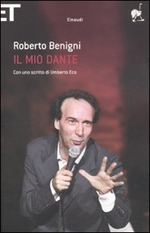 ET
Einaudi
Roberto Benigni
IL MIO DANTE
Con uno scritto di Umberto Eco